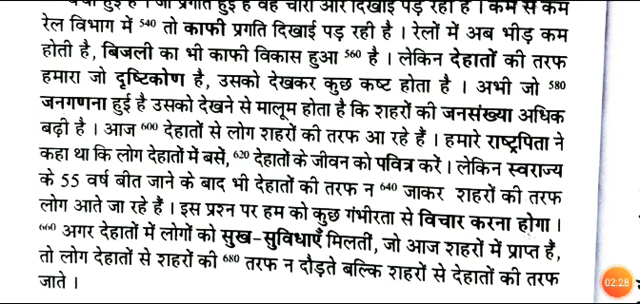 हुई है । जो प्रगति हुई है वह चारों ओर दिखाई पड़ रही है । कम से कम
रेल विभाग में 540 तो काफी प्रगति दिखाई पड़ रही है । रेलों में अब भीड़ कम
होती है, बिजली का भी काफी विकास हुआ 560 है । लेकिन देहातों की तरफ
हमारा जो दृष्टिकोण है, उसको देखकर कुछ कष्ट होता है । अभी जो 580
जनगणना हुई है उसको देखने से मालूम होता है कि शहरों की जनसंख्या अधिक
बढ़ी है । आज 600 देहातों से लोग शहरों की तरफ आ रहे हैं । हमारे राष्ट्रपिता ने
कहा था कि लोग देहातों में बसें, 620 देहातों के जीवन को पवित्र करें । लेकिन स्वराज्य
के 55 वर्ष बीत जाने के बाद भी देहातों की तरफ न 640 जाकर शहरों की तरफ
लोग आते जा रहे हैं । इस प्रश्न पर हम को कुछ गंभीरता से विचार करना होगा ।
660 अगर देहातों में लोगों को सुख-सुविधाएँ मिलतीं, जो आज शहरों में प्राप्त हैं,
तो लोग देहातों से शहरों की 680 तरफ न दौड़ते बल्कि शहरों से देहातों की तरफ
जाते ।
02:28